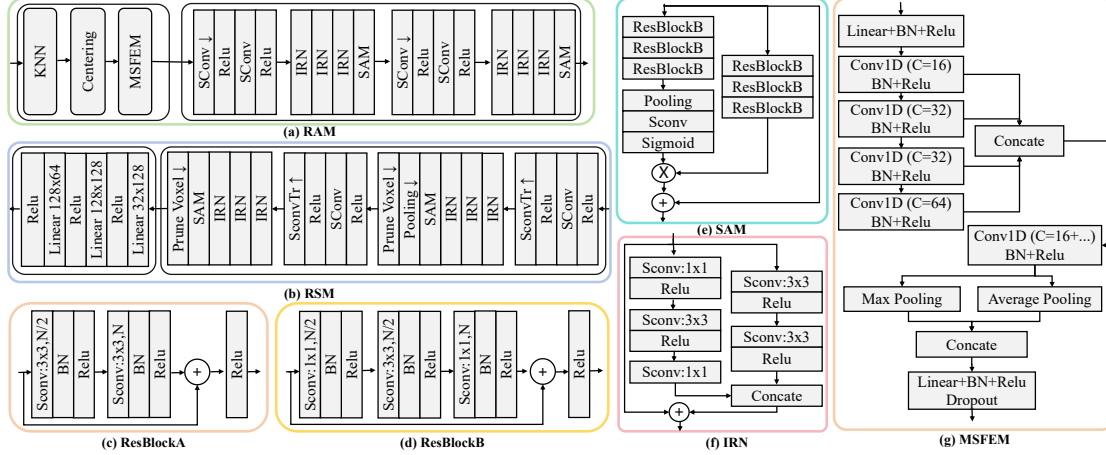 KNN
Centering
MSFEM
SConv ↓
Relu
SConv
Relu
IRN
IRN
IRN
SAM
SConv ↓
Relu
SConv
Relu
IRN
IRN
IRN
SAM
(a) RAM
Relu
Linear 128x64
Relu
Linear 128x128
Relu
Linear 32x128
Prune Voxel ↓
SAM
IRN
IRN
IRN
SconvTr ↑
Relu
SConv
Relu
Prune Voxel ↓
Pooling ↓
SAM
IRN
IRN
IRN
SconvTr ↑
Relu
SConv
Relu
(b) RSM
Sconv:3x3,N/2
BN
Relu
Sconv:3x3,N
BN
Relu
+
Relu
(c) ResBlockA
Sconv:1x1,N/2
BN
Relu
Sconv:3x3,N/2
BN
Relu
Sconv:1x1,N
BN
Relu
+
Relu
(d) ResBlockB
ResBlockB
ResBlockB
ResBlockB
Pooling
Sconv
Sigmoid
X
+
ResBlockB
ResBlockB
ResBlockB
(e) SAM
Sconv:1x1
Relu
Sconv:3x3
Relu
Sconv:1x1
Sconv:3x3
Relu
Sconv:3x3
Relu
Concate
+
(f) IRN
Linear+BN+Relu
Conv1D (C=16)
BN+Relu
Conv1D (C=32)
BN+Relu
Conv1D (C=32)
BN+Relu
Conv1D (C=64)
BN+Relu
Concate
Conv1D (C=16+...)
BN+Relu
Max Pooling
Average Pooling
Concate
Linear+BN+Relu
Dropout
(g) MSFEM